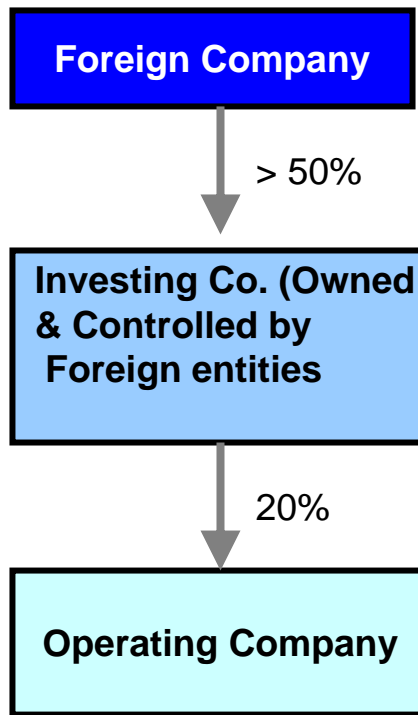 Foreign Company
> 50%
Investing Co. (Owned
& Controlled by
Foreign entities
20%
Operating Company